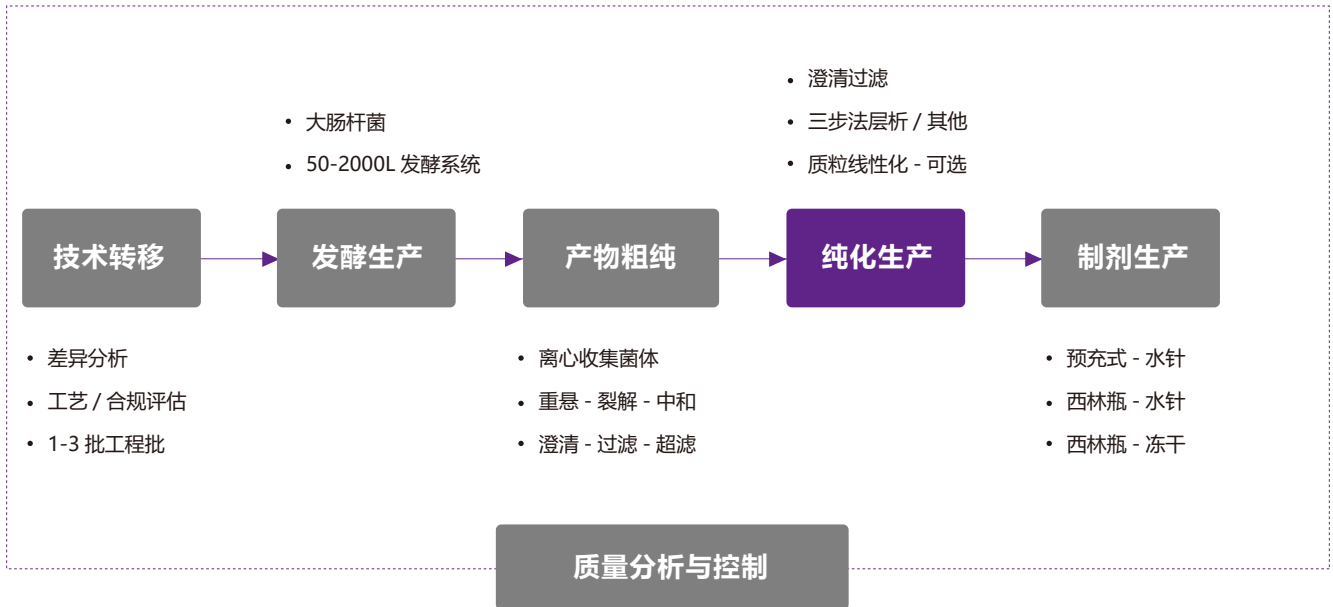 • 澄清过滤
• 三步法层析 / 其他
• 质粒线性化 - 可选
• 大肠杆菌
• 50-2000L 发酵系统
技术转移
发酵生产
产物粗纯
纯化生产
制剂生产
• 差异分析
• 工艺 / 合规评估
• 1-3 批工程批
• 离心收集菌体
• 重悬 - 裂解 - 中和
• 澄清 - 过滤 - 超滤
• 预充式 - 水针
• 西林瓶 - 水针
• 西林瓶 - 冻干
质量分析与控制